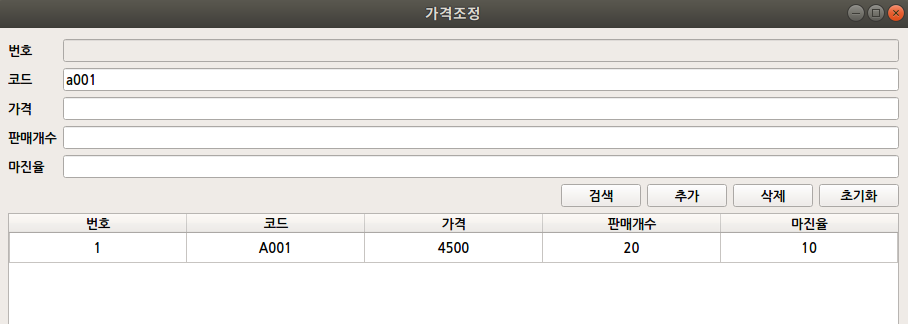 가격조정
번호
코드 a001
가격
판매개수
마진율
검색 추가 삭제 초기화
번호 코드 가격 판매개수 마진율
1 A001 4500 20 10